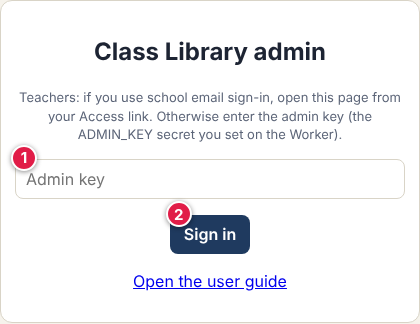 Class Library admin
Teachers: if you use school email sign-in, open this page from
your Access link. Otherwise enter the admin key (the
ADMIN_KEY secret you set on the Worker).
1
Admin key
2
Sign in
Open the user guide